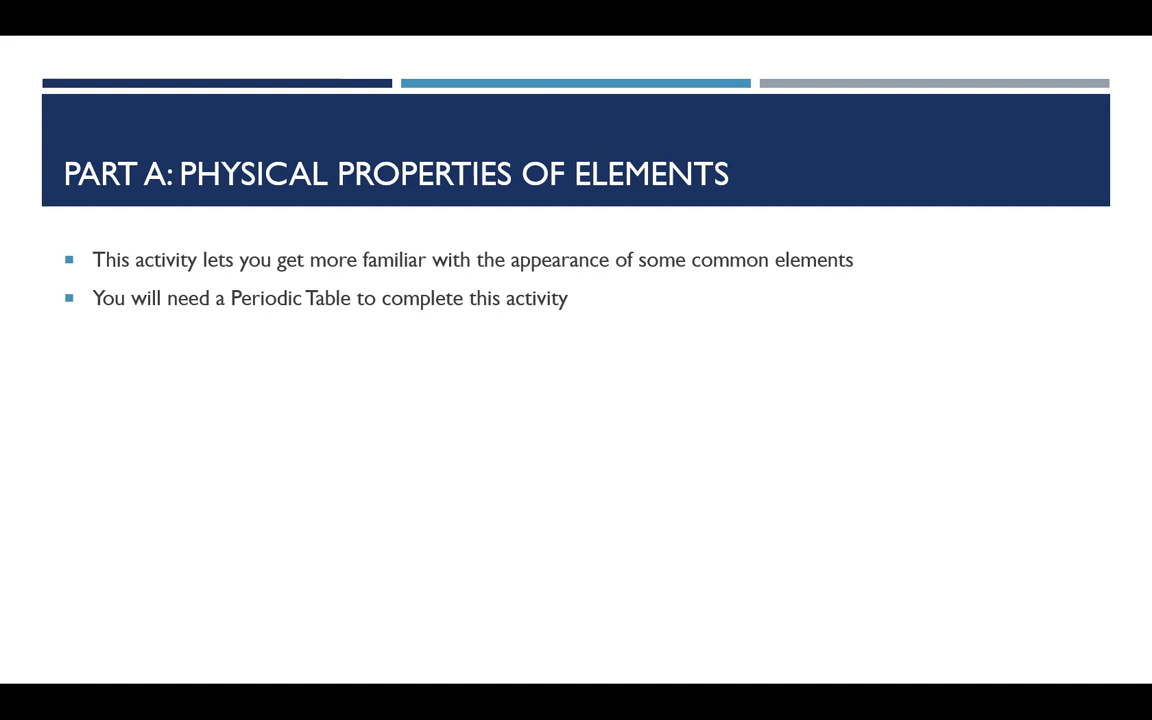 PART A: PHYSICAL PROPERTIES OF ELEMENTS
This activity lets you get more familiar with the appearance of some common elements
You will need a Periodic Table to complete this activity